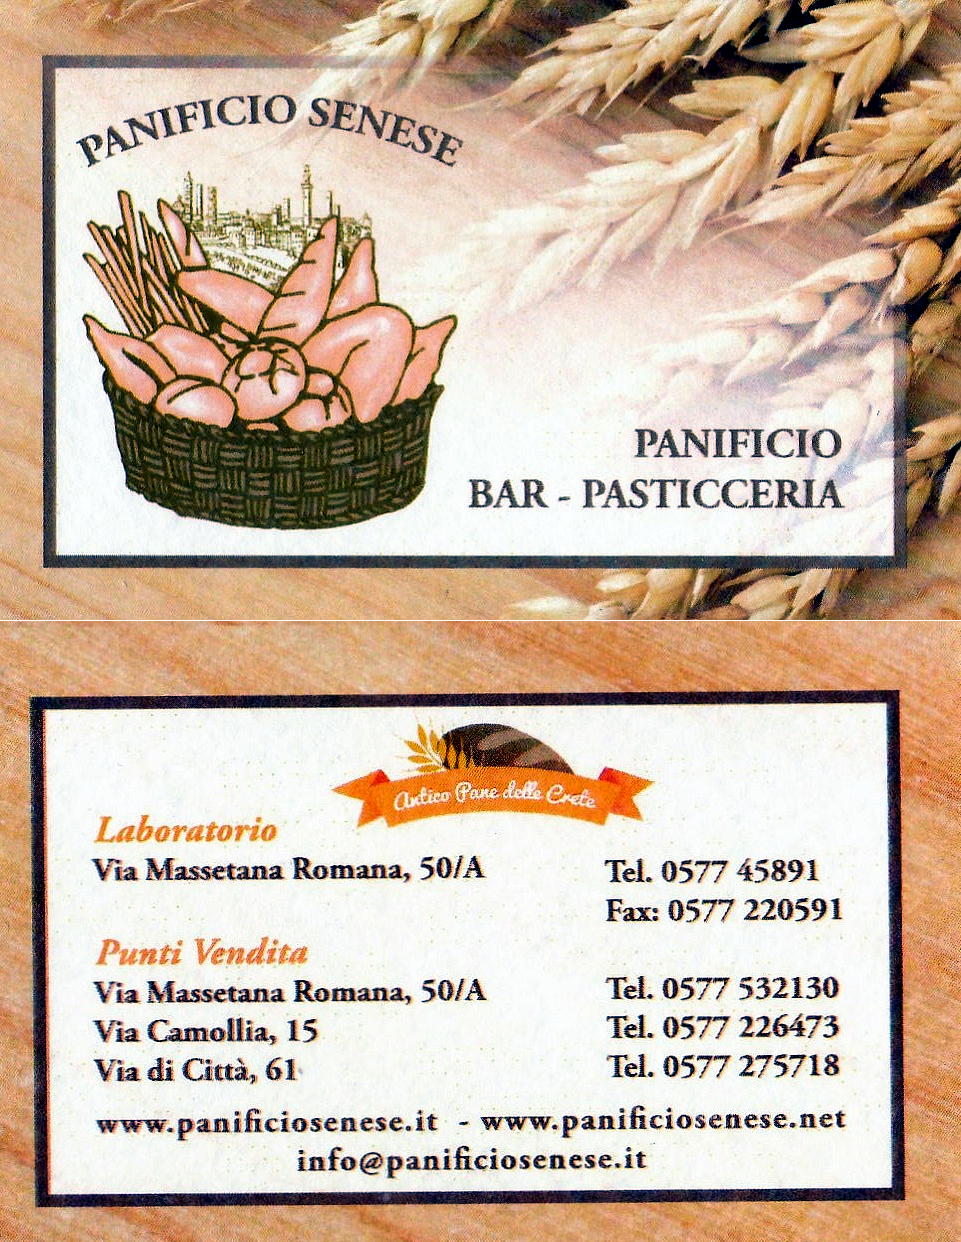 PANIFICIO SENESE
PANIFICIO
BAR - PASTICCERIA
Antico Pane delle Crete
Laboratorio
Via Massetana Romana, 50/A Tel. 0577 45891
Fax: 0577 220591
Punti Vendita
Via Massetana Romana, 50/A Tel. 0577 532130
Via Camollia, 15 Tel. 0577 226473
Via di Città, 61 Tel. 0577 275718
www.panificiosenese.it - www.panificiosenese.net
info@panificiosenese.it